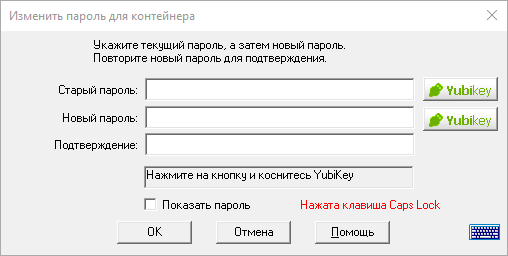 Изменить пароль для контейнера
Укажите текущий пароль, а затем новый пароль.
Повторите новый пароль для подтверждения.
Старый пароль:
Yubikey
Новый пароль:
Yubikey
Подтверждение:
Нажмите на кнопку и коснитесь YubiKey
Показать пароль
Нажата клавиша Caps Lock
OK
Отмена
Помощь